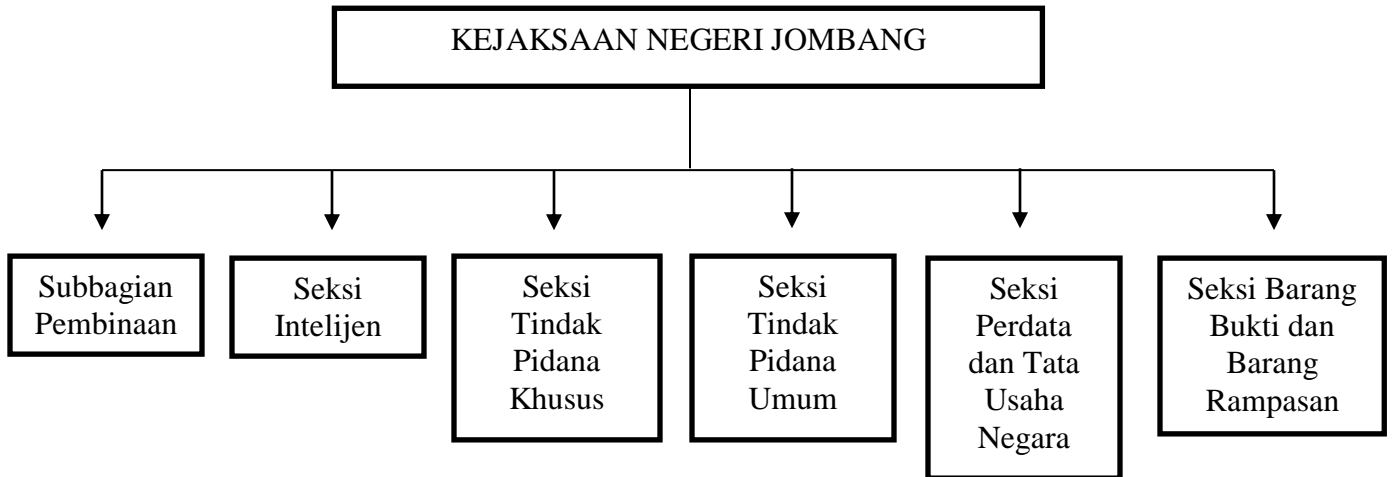 KEJAKSAAN NEGERI JOMBANG
Subbagian
Pembinaan
Seksi
Intelijen
Seksi
Tindak
Pidana
Khusus
Seksi
Tindak
Pidana
Umum
Seksi
Perdata
dan Tata
Usaha
Negara
Seksi Barang
Bukti dan
Barang
Rampasan